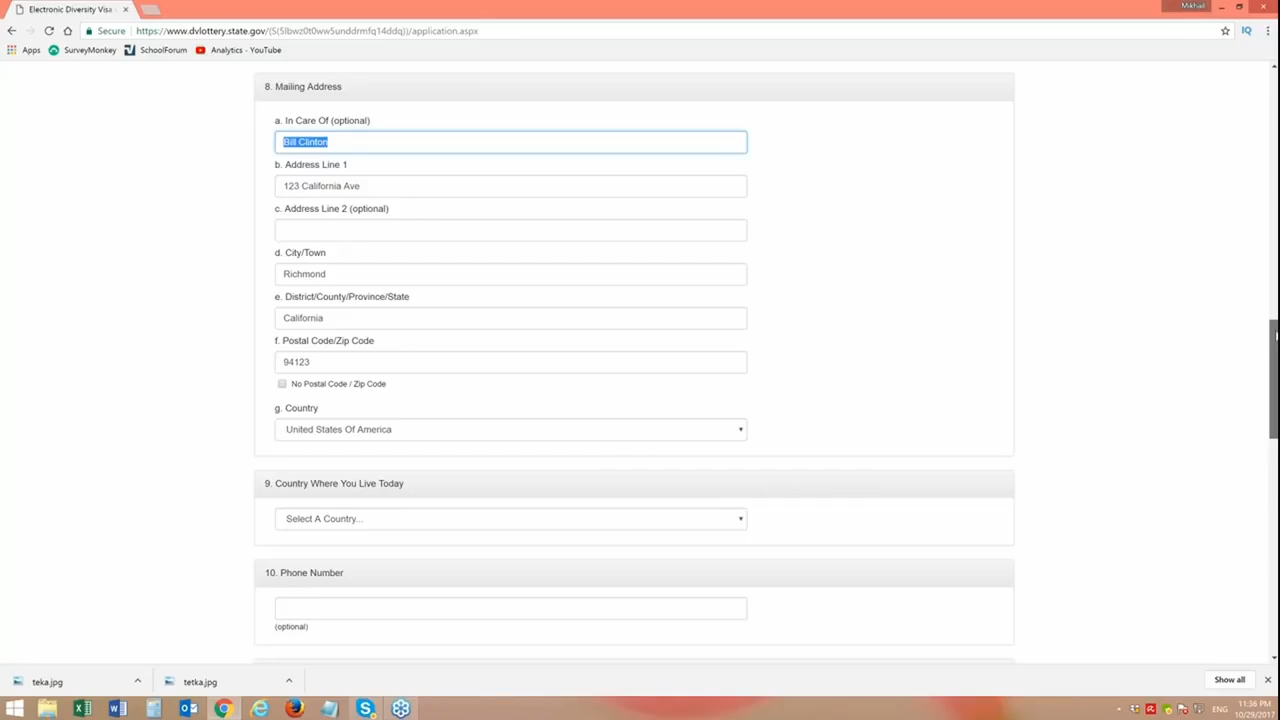 Electronic Diversity Visa
Mikhail
Secure
https://www.dvlottery.state.gov/(S(5lbwz0t0ww5unddrmfq14ddq))/application.aspx
Apps
SurveyMonkey
SchoolForum
Analytics - YouTube
8. Mailing Address
a. In Care Of (optional)
Bill Clinton
b. Address Line 1
123 California Ave
c. Address Line 2 (optional)
d. City/Town
Richmond
e. District/County/Province/State
California
f. Postal Code/Zip Code
94123
No Postal Code / Zip Code
g. Country
United States Of America
9. Country Where You Live Today
Select A Country...
10. Phone Number
(optional)
teka.jpg
tetka.jpg
Show all
ENG
11:36 PM
10/29/2017